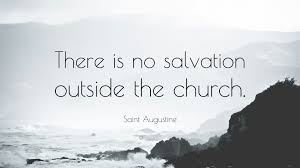 There is no salvation
outside the church.
Saint Augustine